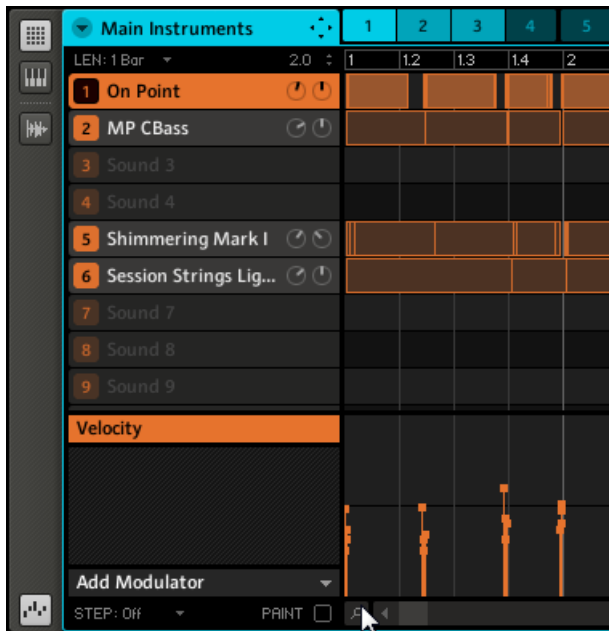 Main Instruments 1 2 3 4 5
LEN: 1 Bar 2.0 1 1.2 1.3 1.4 2
1 On Point
2 MP CBass
3 Sound 3
4 Sound 4
5 Shimmering Mark I
6 Session Strings Lig...
7 Sound 7
8 Sound 8
9 Sound 9
Velocity
Add Modulator
STEP: Off PAINT